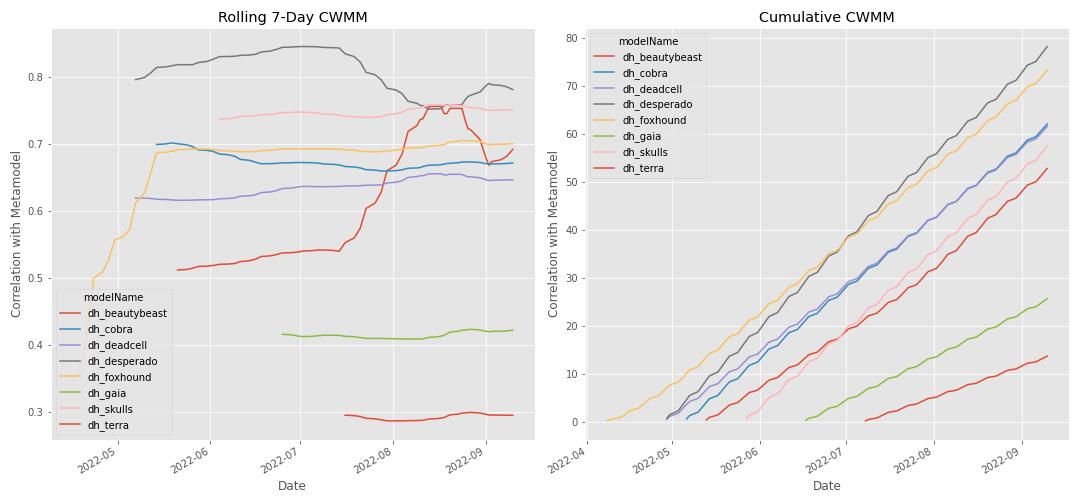 Rolling 7-Day CWMM
Correlation with Metamodel
0.8
0.7
0.6
0.5
0.4
0.3
modelName
dh_beautybeast
dh_cobra
dh_deadcell
dh_desperado
dh_foxhound
dh_gaia
dh_skulls
dh_terra
2022-05
2022-06
2022-07
2022-08
2022-09
Date
Cumulative CWMM
Correlation with Metamodel
80
70
60
50
40
30
20
10
0
modelName
dh_beautybeast
dh_cobra
dh_deadcell
dh_desperado
dh_foxhound
dh_gaia
dh_skulls
dh_terra
2022-04
2022-05
2022-06
2022-07
2022-08
2022-09
Date